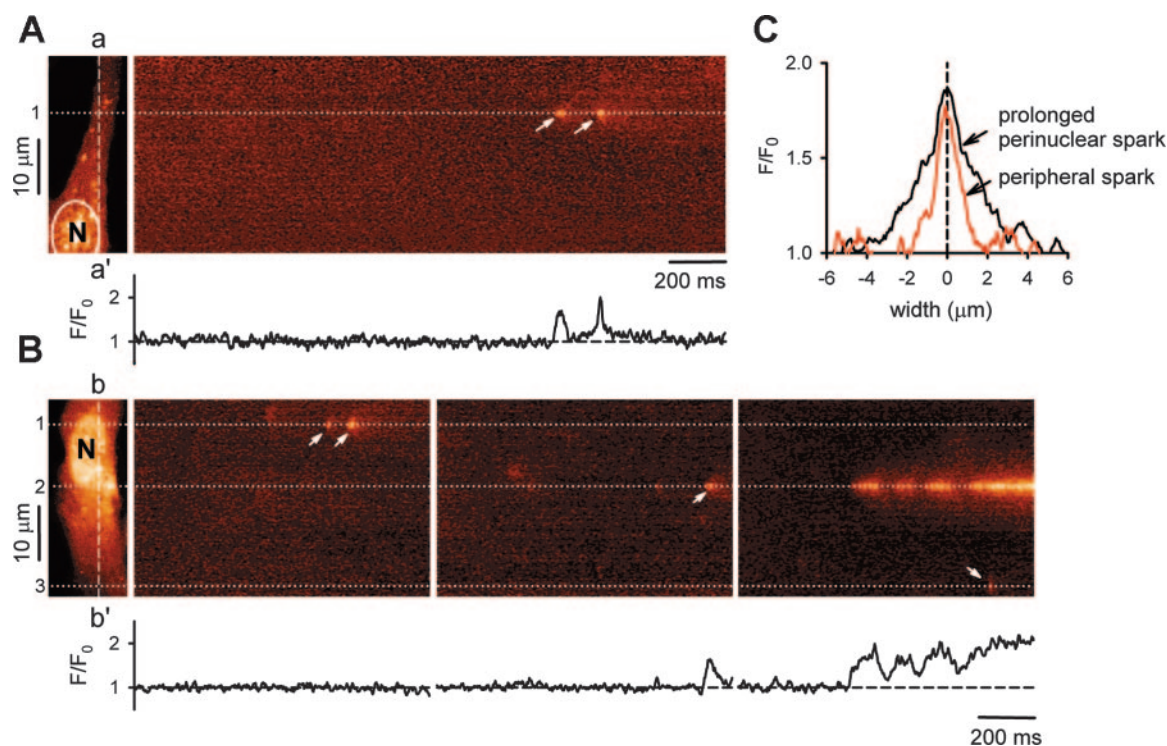 A
a
1
10 μm
N
200 ms
a'
F/F0
2
1
B
b
1
N
2
10 μm
3
b'
F/F0
2
1
200 ms
C
2.0
F/F0
1.5
1.0
prolonged
perinuclear spark
peripheral spark
-6 -4 -2 0 2 4 6
width (μm)